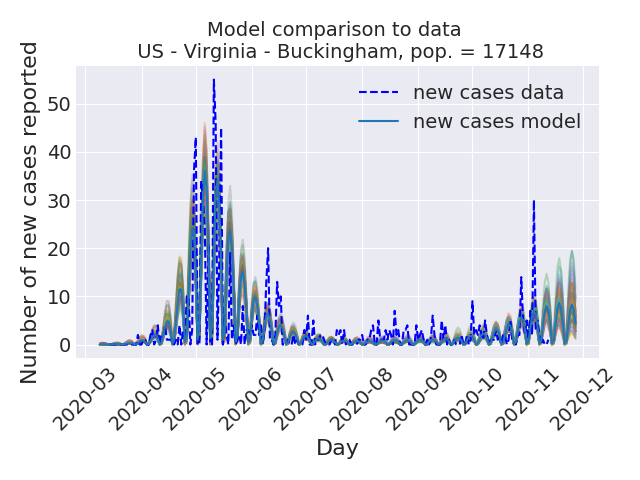 Model comparison to data
US - Virginia - Buckingham, pop. = 17148
Number of new cases reported
50
40
30
20
10
0
new cases data
new cases model
2020-03
2020-04
2020-05
2020-06
2020-07
2020-08
2020-09
2020-10
2020-11
2020-12
Day